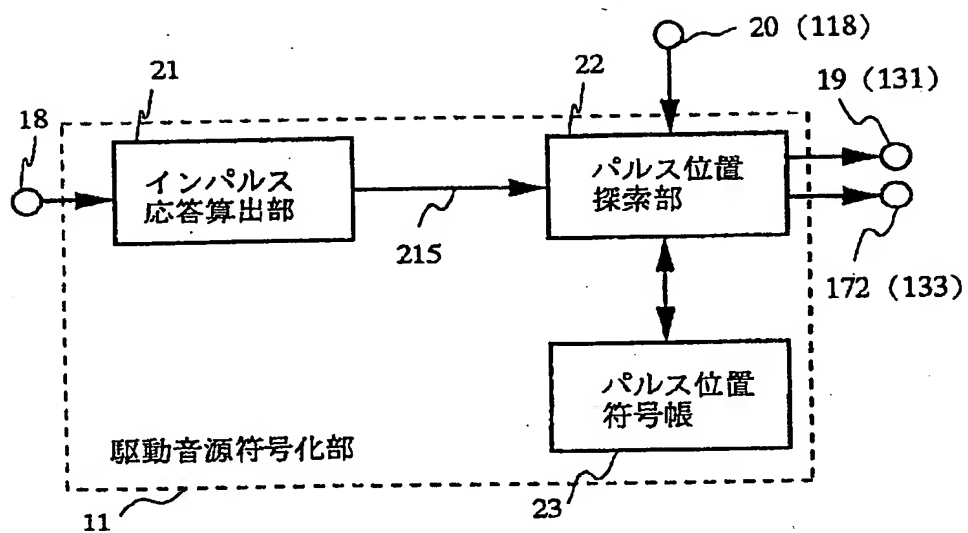 20 (118)
21
22
19 (131)
18
インパルス
応答算出部
パルス位置
探索部
215
172 (133)
パルス位置
符号帳
駆動音源符号化部
11
23